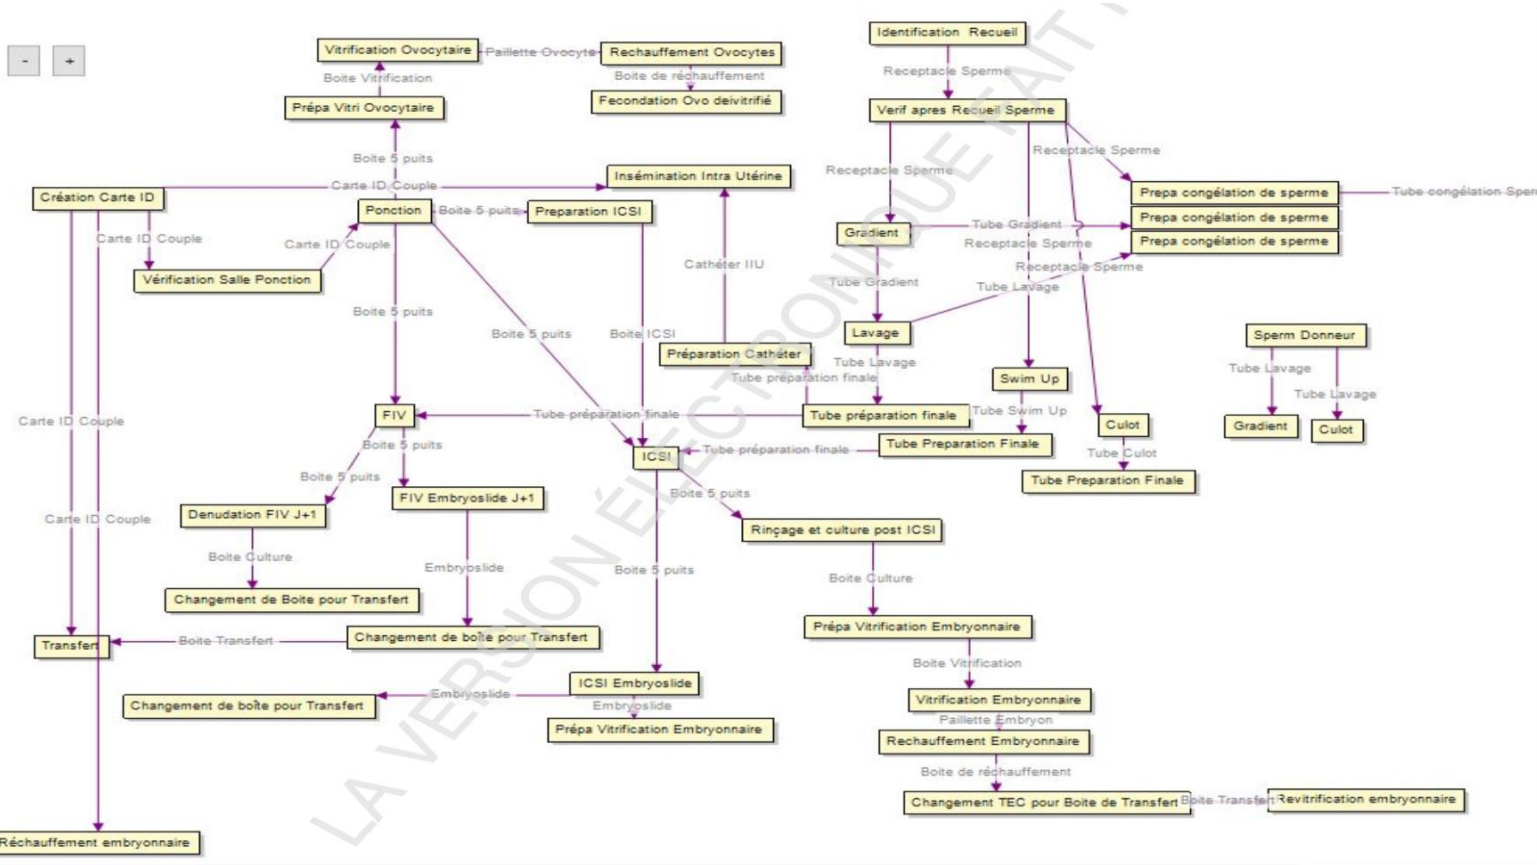 Identification  Recueil
Vitrification Ovocytaire
Paillette Ovocyte
Rechauffement Ovocytes
- +
Receptacle Sperme
Boite Vitrification
Boite de réchauffement
Prépa Vitri Ovocytaire
Fecondation Ovo deivitrifié
Verif apres Recueil Sperme
Boite 5 puits
Receptacle Sperme
Receptacle Sperme
Insémination Intra Utérine
Carte ID Couple
Création Carte ID
Prepa congélation de sperme
Tube congélation Sper
Ponction
Boite 5 puits
Preparation ICSI
Prepa congélation de sperme
Tube Gradient
Gradient
Carte ID Couple
Carte ID Couple
Receptacle Sperme
Prepa congélation de sperme
Cathéter IIU
Receptacle Sperme
Vérification Salle Ponction
Tube Gradient
Tube Lavage
Boite 5 puits
Boite 5 puits
Boite ICSI
Lavage
Sperm Donneur
Préparation Cathéter
Tube Lavage
Tube Lavage
Tube préparation finale
Swim Up
Tube Lavage
FIV
Tube préparation finale
Tube préparation finale
Tube Swim Up
Carte ID Couple
Culot
Gradient
Culot
Boite 5 puits
Tube Preparation Finale
ICSI
Tube préparation finale
Tube Culot
Boite 5 puits
Tube Preparation Finale
Boite 5 puits
FIV Embryoslide J+1
Denudation FIV J+1
Carte ID Couple
Rinçage et culture post ICSI
Boite Culture
Embryoslide
Boite 5 puits
Boite Culture
Changement de Boite pour Transfert
Prépa Vitrification Embryonnaire
Transfert
Boite Transfert
Changement de boîte pour Transfert
Boite Vitrification
ICSI Embryoslide
Embryoslide
Vitrification Embryonnaire
Changement de boîte pour Transfert
Embryoslide
Paillette Embryon
Prépa Vitrification Embryonnaire
Rechauffement Embryonnaire
Boite de réchauffement
Changement TEC pour Boite de Transfert
Boite Transfert
Revitrification embryonnaire
Réchauffement embryonnaire
LA VERSION ÉLECTRONIQUE FAIT